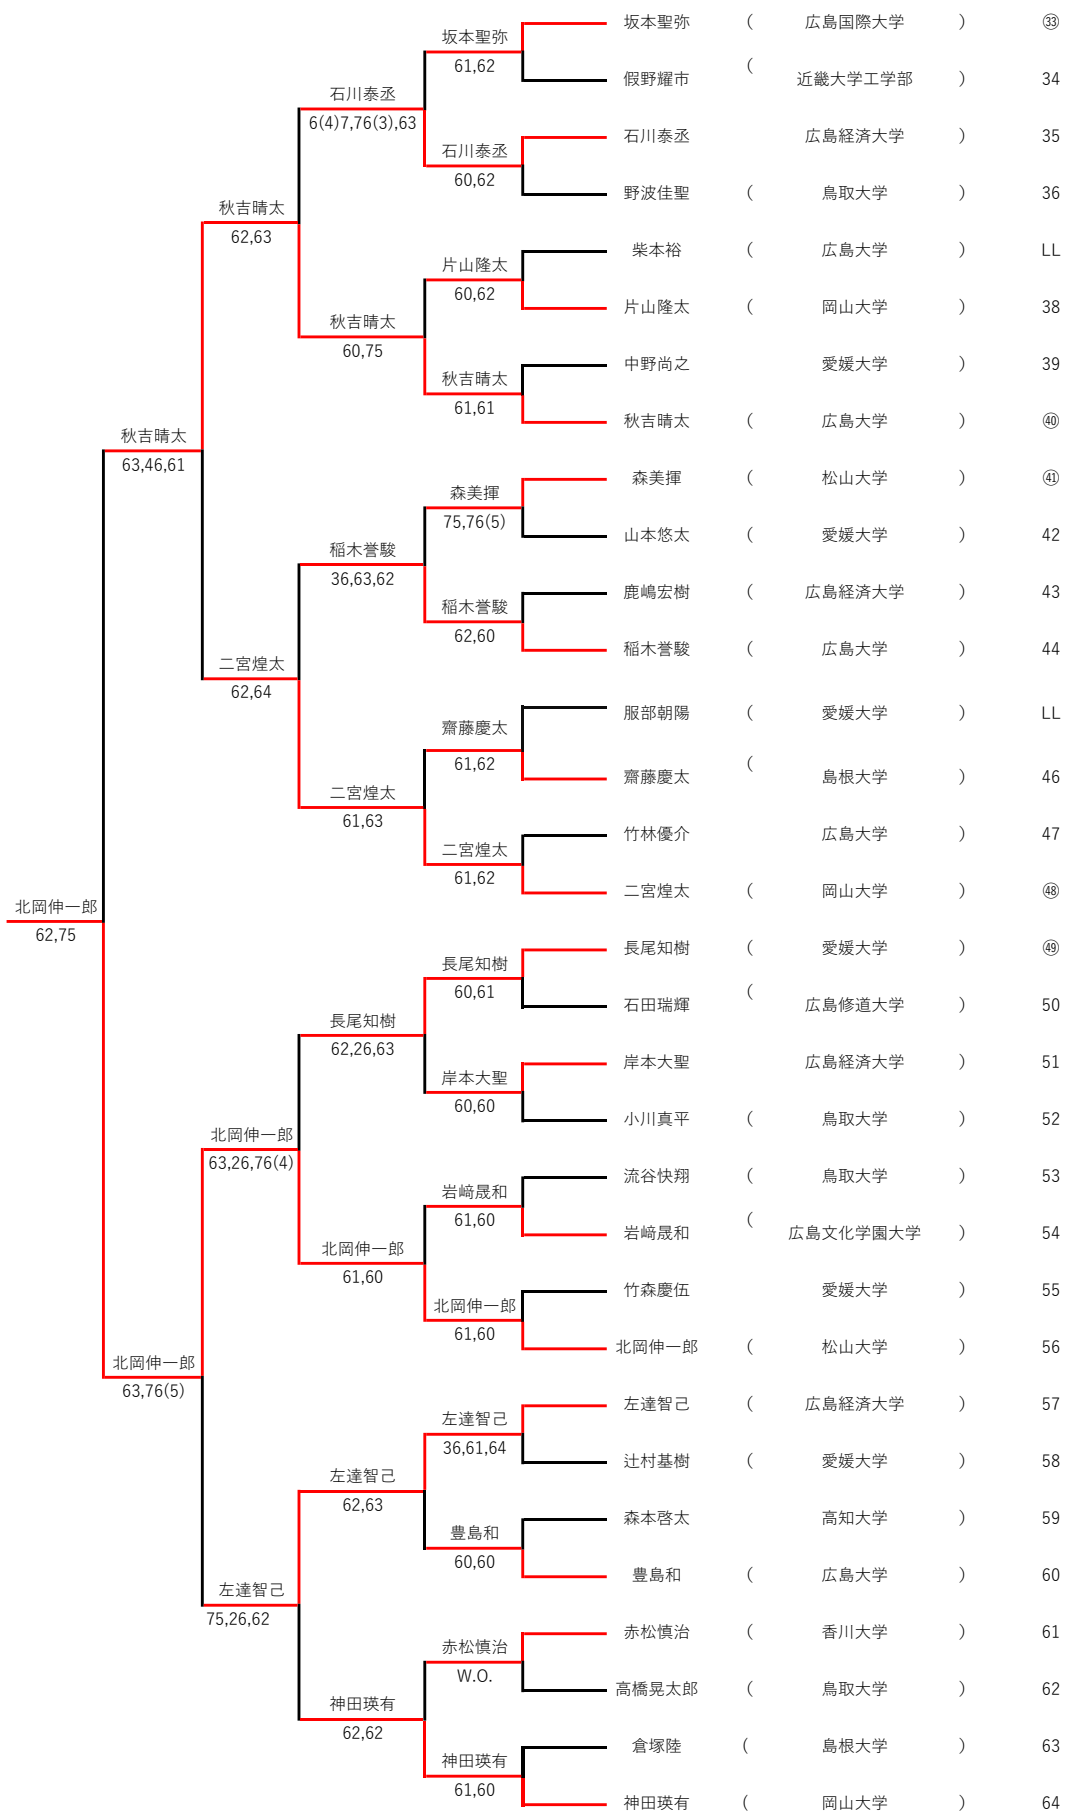 坂本聖弥 ( 広島国際大学 ) ㉝
坂本聖弥
61,62
假野耀市 ( 近畿大学工学部 ) 34
石川泰丞
6(4)7,76(3),63
石川泰丞 広島経済大学 ) 35
石川泰丞
60,62
野波佳聖 ( 鳥取大学 ) 36
秋吉晴太
62,63
柴本裕 ( 広島大学 ) LL
片山隆太
60,62
片山隆太 ( 岡山大学 ) 38
秋吉晴太
60,75
中野尚之 愛媛大学 ) 39
秋吉晴太
61,61
秋吉晴太 ( 広島大学 ) ㊵
秋吉晴太
63,46,61
森美揮 ( 松山大学 ) ㊶
森美揮
75,76(5)
山本悠太 ( 愛媛大学 ) 42
稲木誉駿
36,63,62
鹿嶋宏樹 ( 広島経済大学 ) 43
稲木誉駿
62,60
稲木誉駿 ( 広島大学 ) 44
二宮煌太
62,64
服部朝陽 ( 愛媛大学 ) LL
齋藤慶太
61,62
齋藤慶太 ( 島根大学 ) 46
二宮煌太
61,63
竹林優介 広島大学 ) 47
二宮煌太
61,62
二宮煌太 ( 岡山大学 ) ㊽
北岡伸一郎
62,75
長尾知樹 ( 愛媛大学 ) ㊾
長尾知樹
60,61
石田瑞輝 ( 広島修道大学 ) 50
長尾知樹
62,26,63
岸本大聖 広島経済大学 ) 51
岸本大聖
60,60
小川真平 ( 鳥取大学 ) 52
北岡伸一郎
63,26,76(4)
流谷快翔 ( 鳥取大学 ) 53
岩﨑晟和
61,60
岩﨑晟和 ( 広島文化学園大学 ) 54
北岡伸一郎
61,60
竹森慶伍 愛媛大学 ) 55
北岡伸一郎
61,60
北岡伸一郎 ( 松山大学 ) 56
北岡伸一郎
63,76(5)
左達智己 ( 広島経済大学 ) 57
左達智己
36,61,64
辻村基樹 ( 愛媛大学 ) 58
左達智己
62,63
森本啓太 高知大学 ) 59
豊島和
60,60
豊島和 ( 広島大学 ) 60
左達智己
75,26,62
赤松慎治 ( 香川大学 ) 61
赤松慎治
W.O.
高橋晃太郎 ( 鳥取大学 ) 62
神田瑛有
62,62
倉塚陸 ( 島根大学 ) 63
神田瑛有
61,60
神田瑛有 ( 岡山大学 ) 64